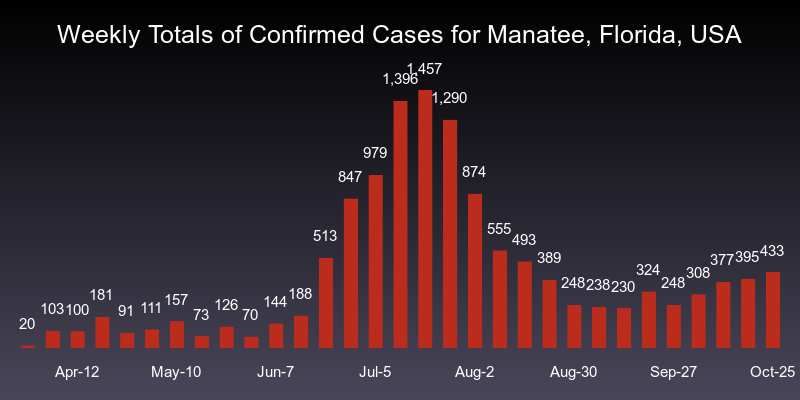 Weekly Totals of Confirmed Cases for Manatee, Florida, USA
20 103 100 181 91 111 157 73 126 70 144 188 513 847 979 1,396 1,457 1,290 874 555 493 389 248 238 230 324 248 308 377 395 433
Apr-12 May-10 Jun-7 Jul-5 Aug-2 Aug-30 Sep-27 Oct-25